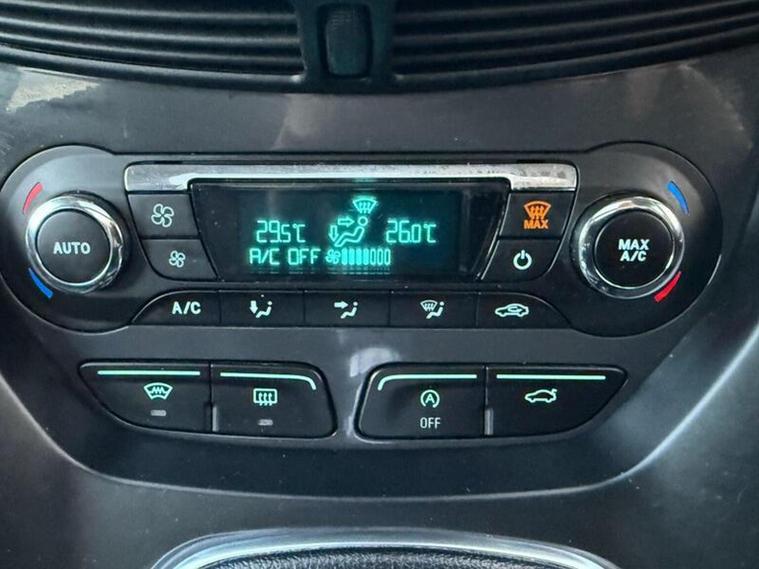 AUTO
29.5°C
26.0°C
A/C OFF
MAX
MAX
A/C
A/C
A
OFF